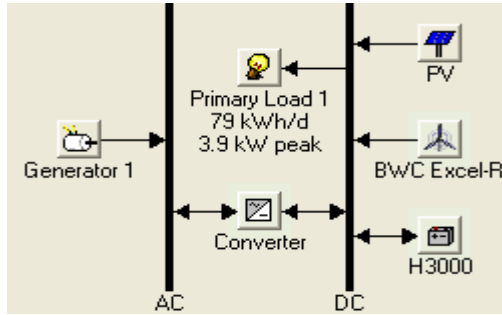 PV
Primary Load 1
79 kWh/d
3.9 kW peak
Generator 1
BWC Excel-R
Converter
H3000
AC
DC